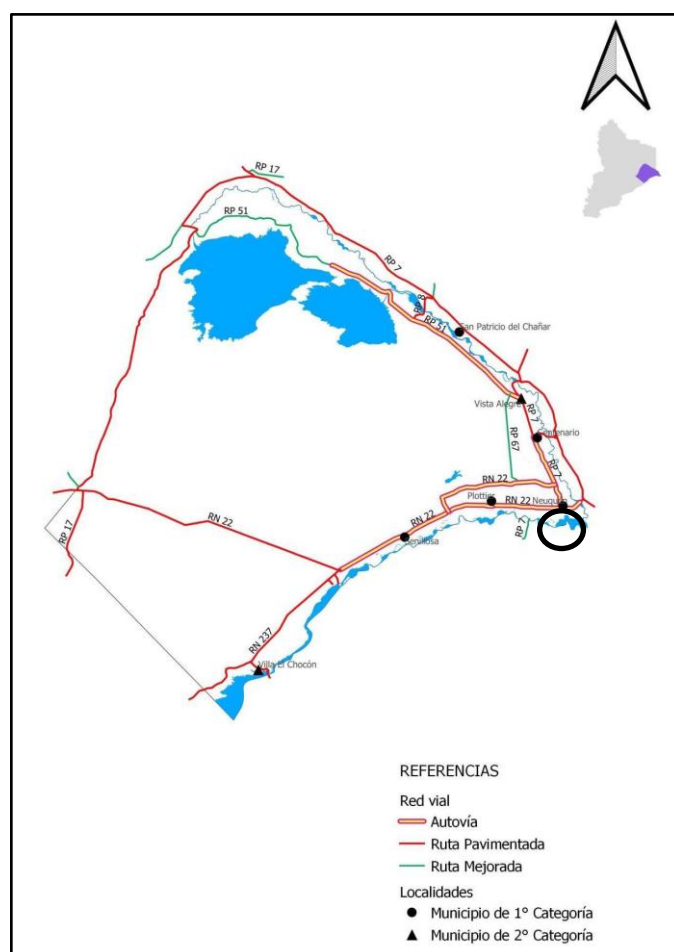 RP 17
RP 51
RP 7
RP 8
San Patricio del Chañar
RP 51
Vista Alegre
RP 7
Centenario
RP 67
RP 7
RN 22
Plottier
RN 22
Neuquén
RN 22
RP 7
Senillosa
RN 22
RP 17
RN 237
Villa El Chocón
REFERENCIAS
Red vial
Autovía
Ruta Pavimentada
Ruta Mejorada
Localidades
Municipio de 1° Categoría
Municipio de 2° Categoría